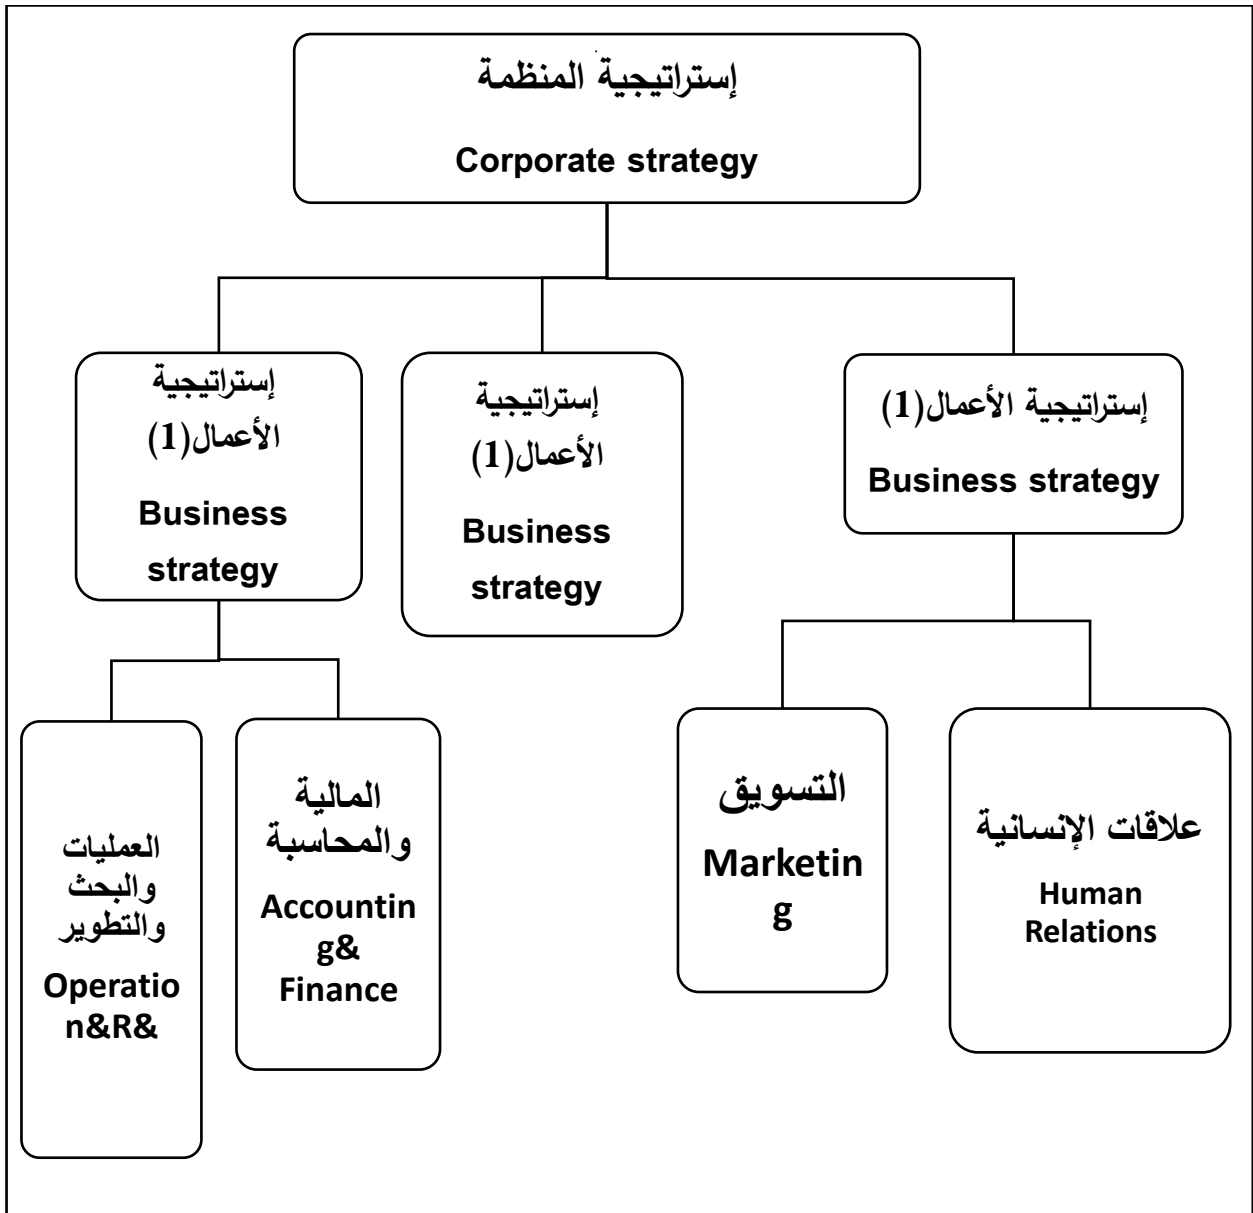 إستراتيجية المنظمة
Corporate strategy
إستراتيجية الأعمال(1)
Business strategy
إستراتيجية
الأعمال(1)
Business
strategy
إستراتيجية
الأعمال(1)
Business
strategy
علاقات الإنسانية
Human
Relations
التسويق
Marketin
g
المالية
والمحاسبة
Accountin
g&
Finance
العمليات
والبحث
والتطوير
Operatio
n&R&